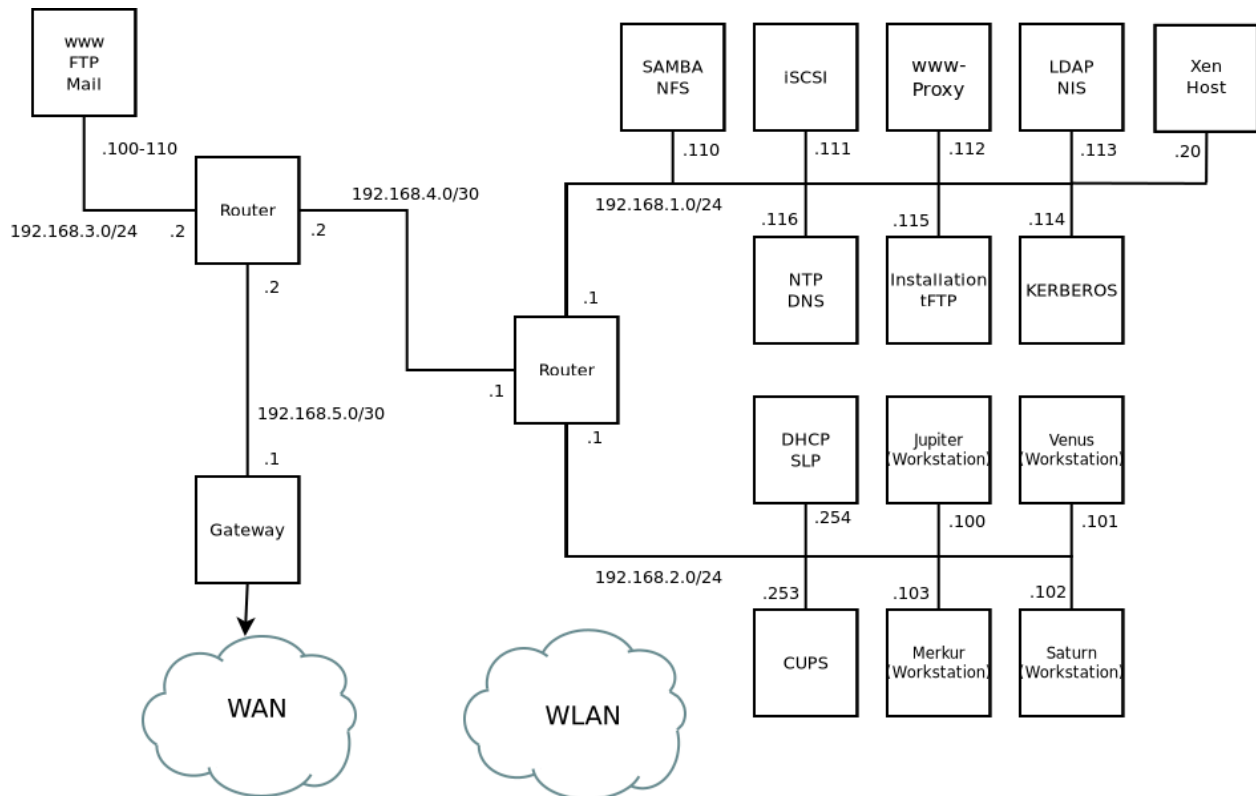 www
FTP
Mail
SAMBA
NFS
iSCSI
www-
Proxy
LDAP
NIS
Xen
Host
.100-110
.110
.111
.112
.113
.20
Router
192.168.4.0/30
192.168.1.0/24
192.168.3.0/24
.2
.2
.116
.115
.114
.2
NTP
DNS
Installation
tFTP
KERBEROS
.1
Router
.1
.1
192.168.5.0/30
.1
DHCP
SLP
Jupiter
(Workstation)
Venus
(Workstation)
.254
.100
.101
Gateway
192.168.2.0/24
.253
.103
.102
CUPS
Merkur
(Workstation)
Saturn
(Workstation)
WAN
WLAN